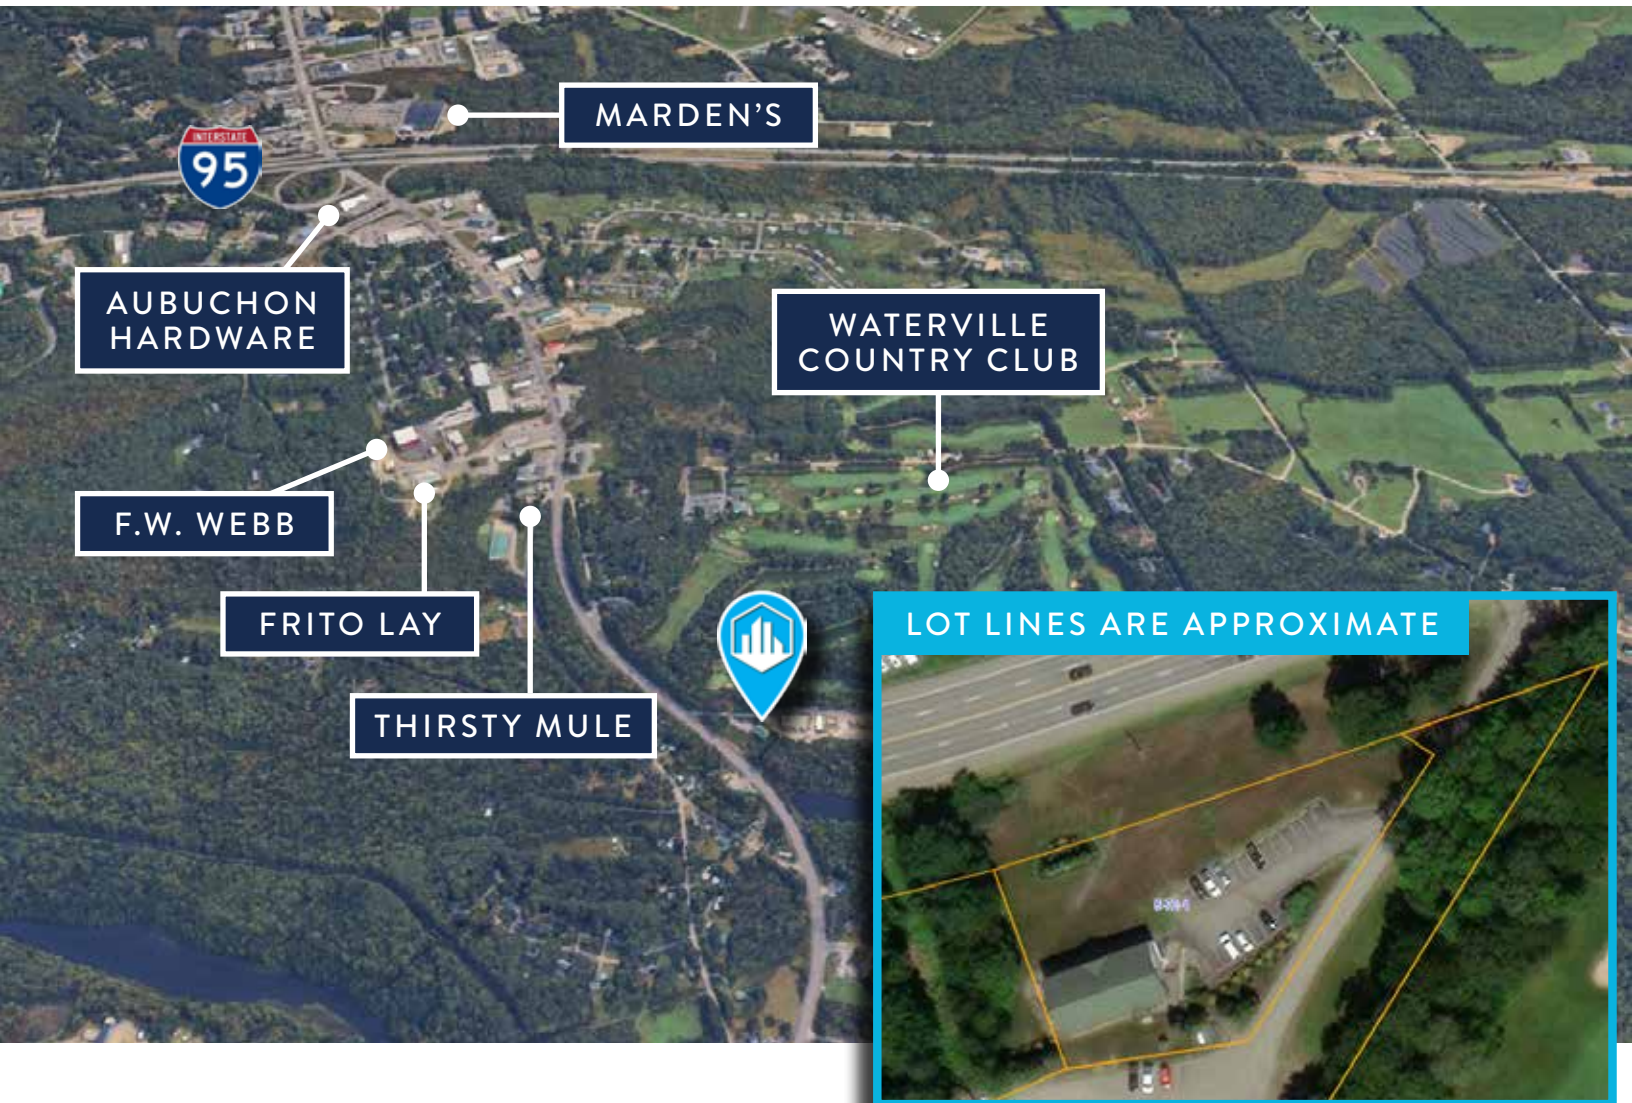 MARDEN'S
INTERSTATE
95
AUBUCHON
HARDWARE
WATERVILLE
COUNTRY CLUB
F.W. WEBB
FRITO LAY
THIRSTY MULE
LOT LINES ARE APPROXIMATE